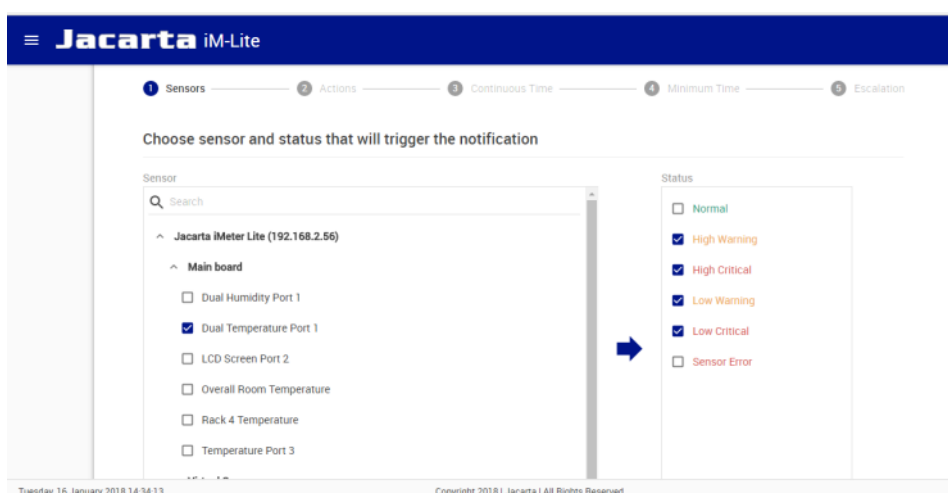 Jacarta iM-Lite
1 Sensors 2 Actions 3 Continuous Time 4 Minimum Time 5 Escalation
Choose sensor and status that will trigger the notification
Sensor
Search
Jacarta iMeter Lite (192.168.2.56)
Main board
Dual Humidity Port 1
Dual Temperature Port 1
LCD Screen Port 2
Overall Room Temperature
Rack 4 Temperature
Temperature Port 3
Status
Normal
High Warning
High Critical
Low Warning
Low Critical
Sensor Error
Tuesday 16 January 2018 14:34:13
Copyright 2018 | Jacarta | All Rights Reserved